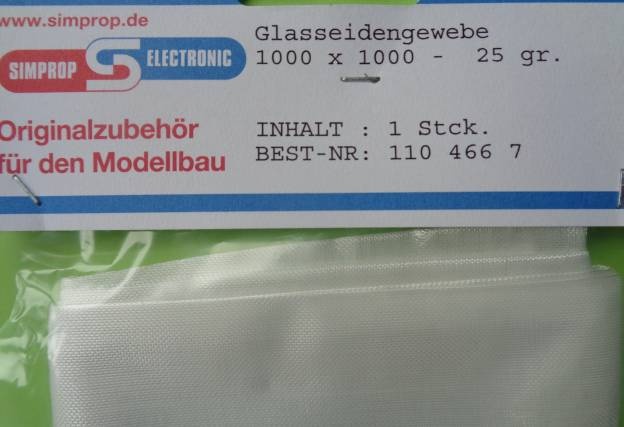 www.simprop.de
SIMPROP S ELECTRONIC
Originalzubehör
für den Modellbau
Glasseidengewebe
1000 x 1000 - 25 gr.
INHALT : 1 Stck.
BEST-NR: 110 466 7